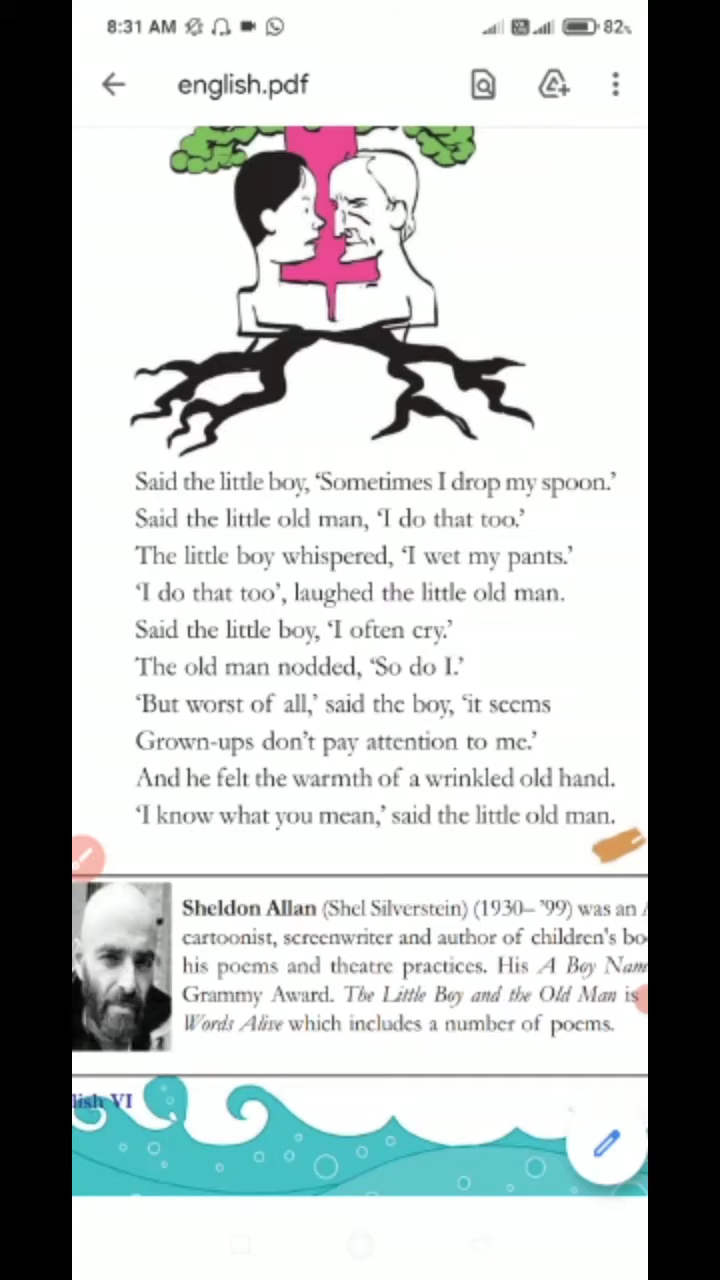 8:31 AM
82%
english.pdf
Said the little boy, ‘Sometimes I drop my spoon.’
Said the little old man, ‘I do that too.’
The little boy whispered, ‘I wet my pants.’
‘I do that too’, laughed the little old man.
Said the little boy, ‘I often cry.’
The old man nodded, ‘So do I.’
‘But worst of all,’ said the boy, ‘it seems
Grown-ups don’t pay attention to me.’
And he felt the warmth of a wrinkled old hand.
‘I know what you mean,’ said the little old man.
Sheldon Allan (Shel Silverstein) (1930– ’99) was an
cartoonist, screenwriter and author of children's bo
his poems and theatre practices. His A Boy Nam
Grammy Award. The Little Boy and the Old Man is
Words Alive which includes a number of poems.
lish VI